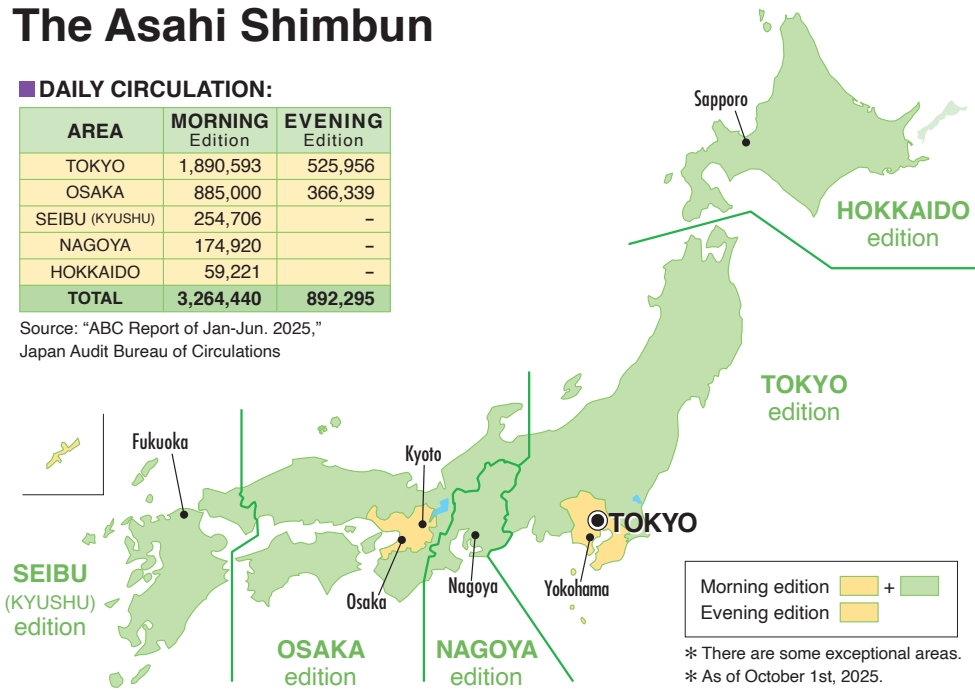 The Asahi Shimbun
■DAILY CIRCULATION:
AREA MORNING Edition EVENING Edition
TOKYO 1,890,593 525,956
OSAKA 885,000 366,339
SEIBU (KYUSHU) 254,706 –
NAGOYA 174,920 –
HOKKAIDO 59,221 –
TOTAL 3,264,440 892,295
Source: “ABC Report of Jan-Jun. 2025,”
Japan Audit Bureau of Circulations
Sapporo
HOKKAIDO
edition
TOKYO
edition
Fukuoka
Kyoto
TOKYO
SEIBU
(KYUSHU)
edition
Osaka
Nagoya
Yokohama
OSAKA
edition
NAGOYA
edition
Morning edition +
Evening edition
＊ There are some exceptional areas.
＊ As of October 1st, 2025.